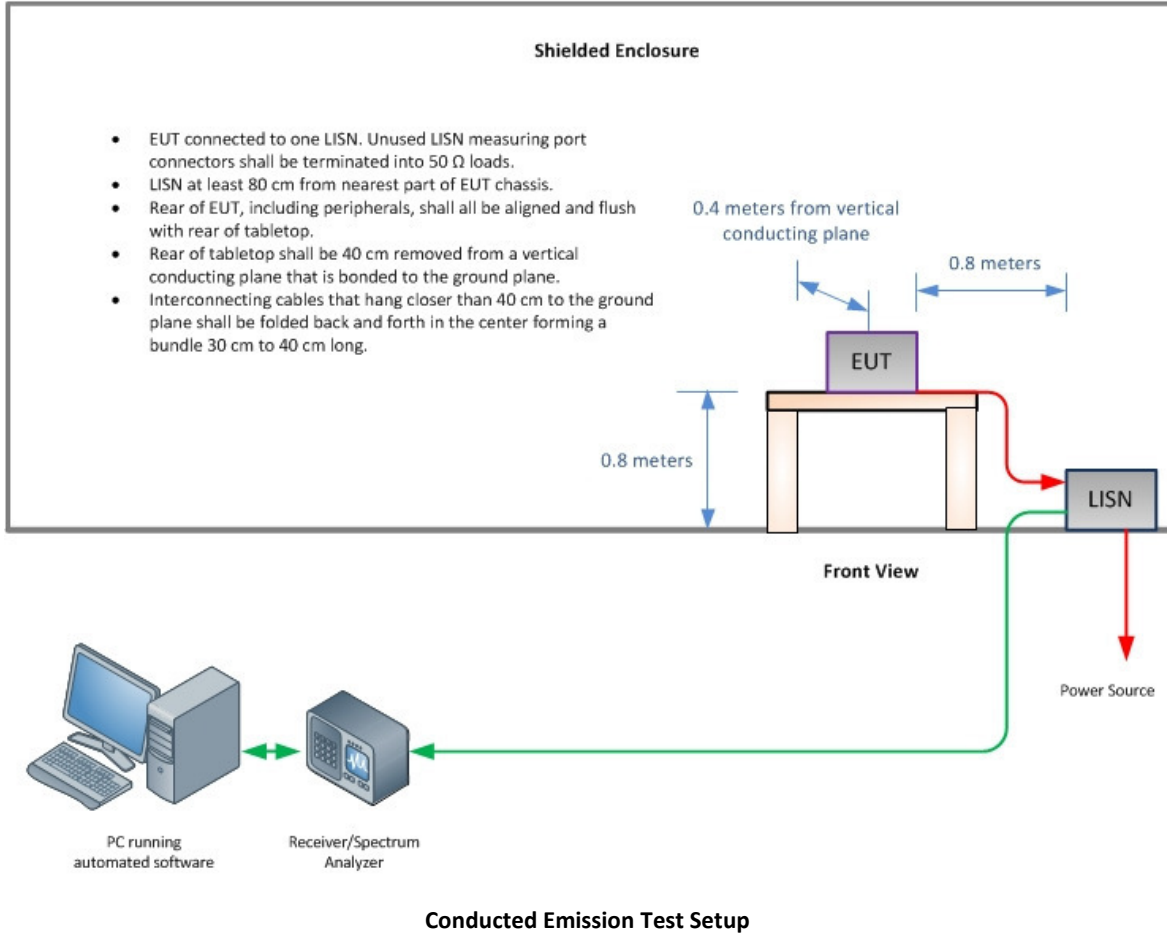 Shielded Enclosure
• EUT connected to one LISN. Unused LISN measuring port
connectors shall be terminated into 50 Ω loads.
• LISN at least 80 cm from nearest part of EUT chassis.
• Rear of EUT, including peripherals, shall all be aligned and flush
with rear of tabletop.
• Rear of tabletop shall be 40 cm removed from a vertical
conducting plane that is bonded to the ground plane.
• Interconnecting cables that hang closer than 40 cm to the ground
plane shall be folded back and forth in the center forming a
bundle 30 cm to 40 cm long.
0.4 meters from vertical
conducting plane
0.8 meters
EUT
0.8 meters
LISN
Front View
Power Source
PC running
automated software
Receiver/Spectrum
Analyzer
Conducted Emission Test Setup